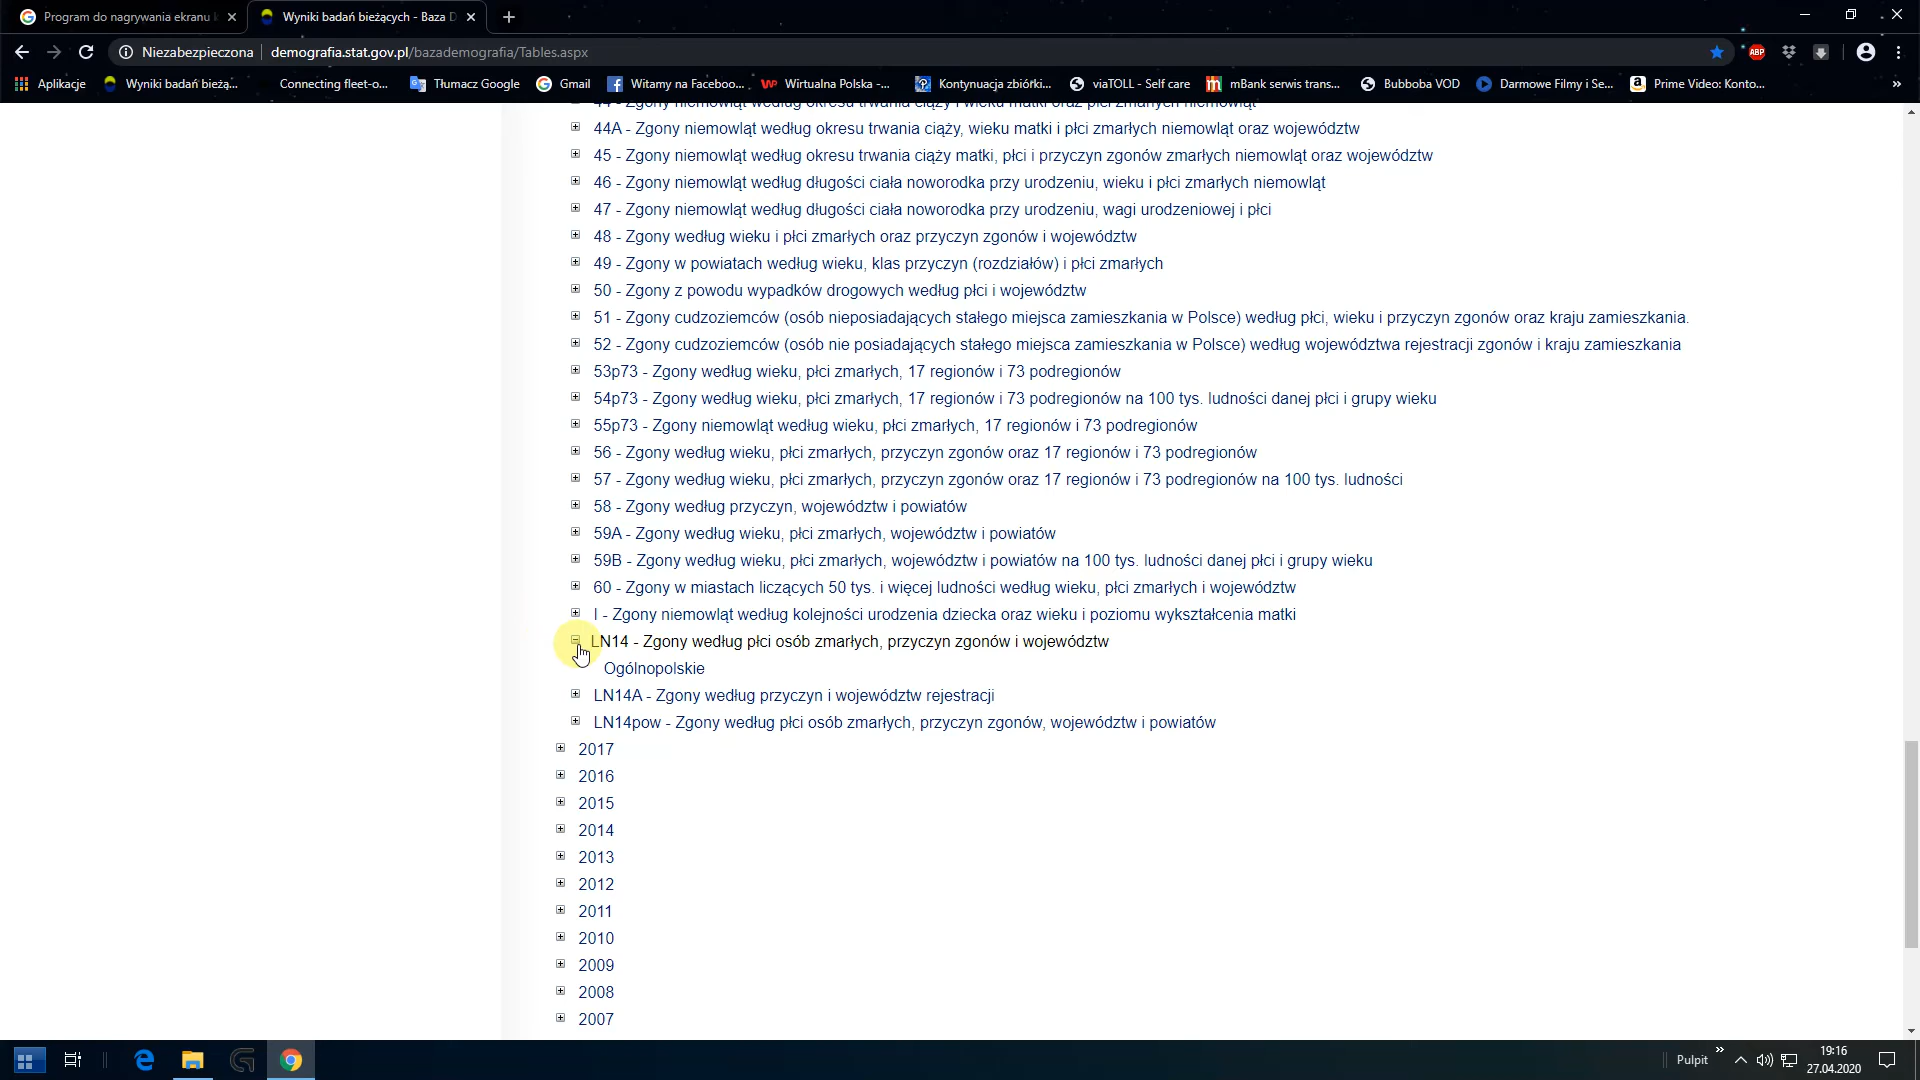 Program do nagrywania ekranu
Wyniki badań bieżących - Baza D
Niezabezpieczona
demografia.stat.gov.pl/bazademografia/Tables.aspx
ABP
Aplikacje
Wyniki badań bieżą...
Connecting fleet-o...
Tłumacz Google
Gmail
Witamy na Faceboo...
Wirtualna Polska -...
Kontynuacja zbiórki...
viaTOLL - Self care
mBank serwis trans...
Bubboba VOD
Darmowe Filmy i Se...
Prime Video: Konto...
44 - Zgony niemowląt według okresu trwania ciąży i wieku matki oraz płci zmarłych niemowląt
44A - Zgony niemowląt według okresu trwania ciąży, wieku matki i płci zmarłych niemowląt oraz województw
45 - Zgony niemowląt według okresu trwania ciąży matki, płci i przyczyn zgonów zmarłych niemowląt oraz województw
46 - Zgony niemowląt według długości ciała noworodka przy urodzeniu, wieku i płci zmarłych niemowląt
47 - Zgony niemowląt według długości ciała noworodka przy urodzeniu, wagi urodzeniowej i płci
48 - Zgony według wieku i płci zmarłych oraz przyczyn zgonów i województw
49 - Zgony w powiatach według wieku, klas przyczyn (rozdziałów) i płci zmarłych
50 - Zgony z powodu wypadków drogowych według płci i województw
51 - Zgony cudzoziemców (osób nieposiadających stałego miejsca zamieszkania w Polsce) według płci, wieku i przyczyn zgonów oraz kraju zamieszkania.
52 - Zgony cudzoziemców (osób nie posiadających stałego miejsca zamieszkania w Polsce) według województwa rejestracji zgonów i kraju zamieszkania
53p73 - Zgony według wieku, płci zmarłych, 17 regionów i 73 podregionów
54p73 - Zgony według wieku, płci zmarłych, 17 regionów i 73 podregionów na 100 tys. ludności danej płci i grupy wieku
55p73 - Zgony niemowląt według wieku, płci zmarłych, 17 regionów i 73 podregionów
56 - Zgony według wieku, płci zmarłych, przyczyn zgonów oraz 17 regionów i 73 podregionów
57 - Zgony według wieku, płci zmarłych, przyczyn zgonów oraz 17 regionów i 73 podregionów na 100 tys. ludności
58 - Zgony według przyczyn, województw i powiatów
59A - Zgony według wieku, płci zmarłych, województw i powiatów
59B - Zgony według wieku, płci zmarłych, województw i powiatów na 100 tys. ludności danej płci i grupy wieku
60 - Zgony w miastach liczących 50 tys. i więcej ludności według wieku, płci zmarłych i województw
I - Zgony niemowląt według kolejności urodzenia dziecka oraz wieku i poziomu wykształcenia matki
LN14 - Zgony według płci osób zmarłych, przyczyn zgonów i województw
Ogólnopolskie
LN14A - Zgony według przyczyn i województw rejestracji
LN14pow - Zgony według płci osób zmarłych, przyczyn zgonów, województw i powiatów
2017
2016
2015
2014
2013
2012
2011
2010
2009
2008
2007
Pulpit
19:16
27.04.2020